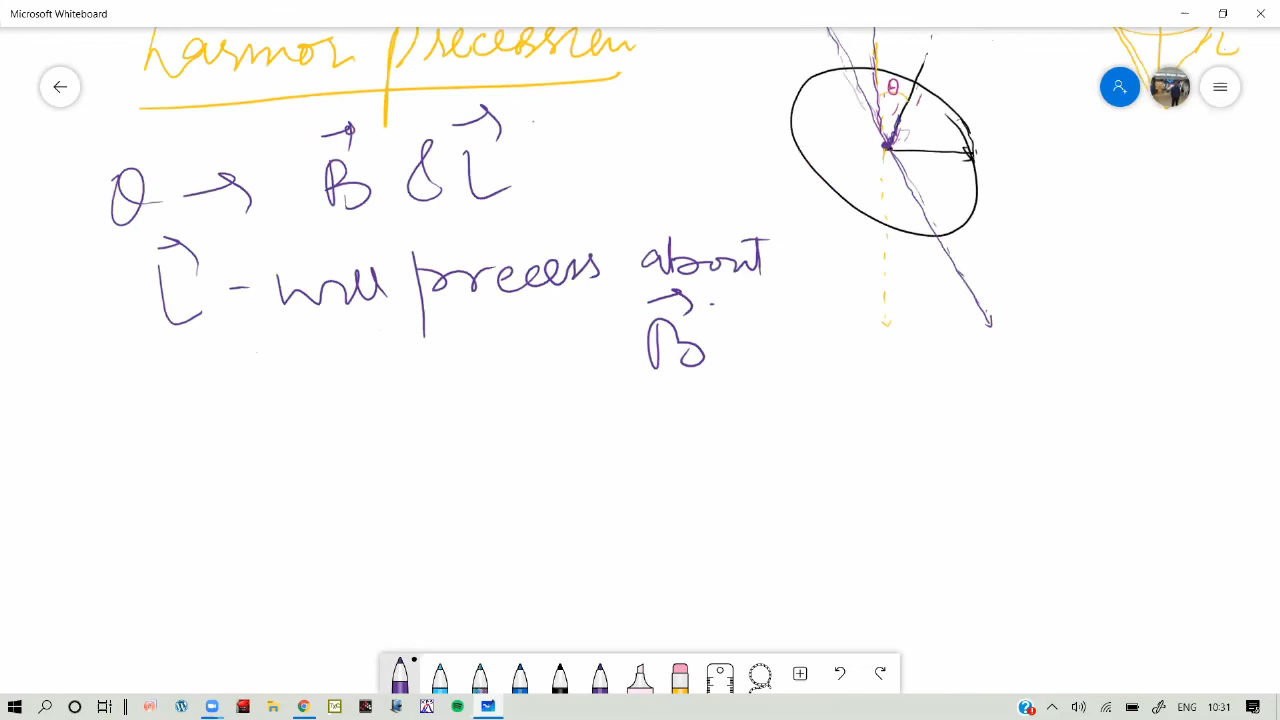 Microsoft Whiteboard
Larmor Precession
θ → B⃗ & L⃗
L⃗ - will precess about
B⃗
θ
L
ENG 10:31